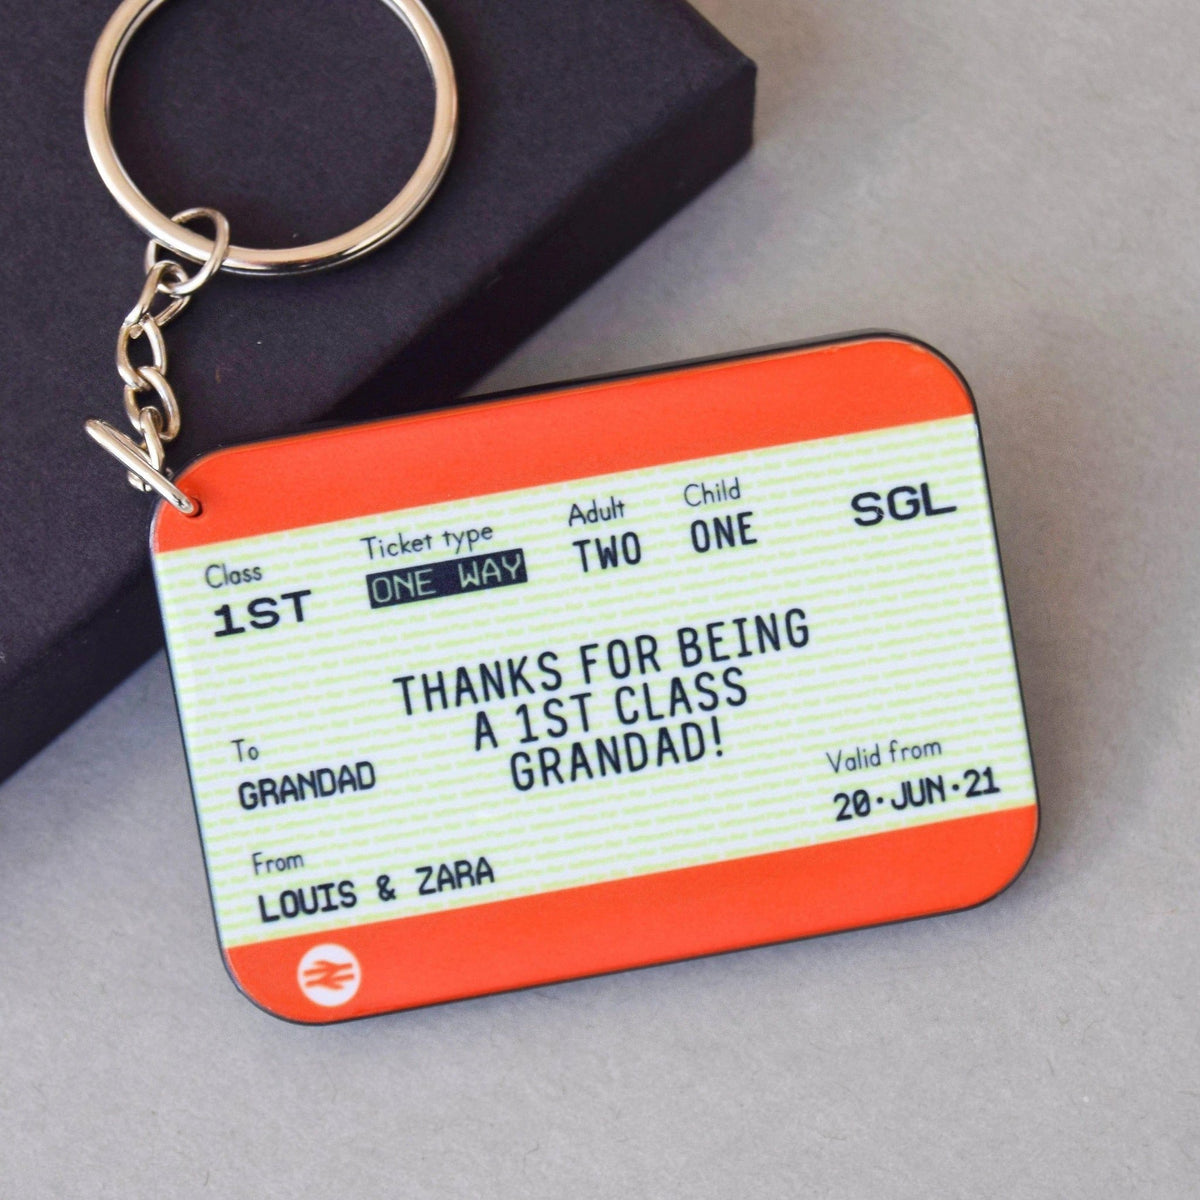 Class
1ST
Ticket type
ONE WAY
Adult
TWO
Child
ONE
SGL
THANKS FOR BEING
A 1ST CLASS
GRANDAD!
To
GRANDAD
From
LOUIS & ZARA
Valid from
20·JUN·21